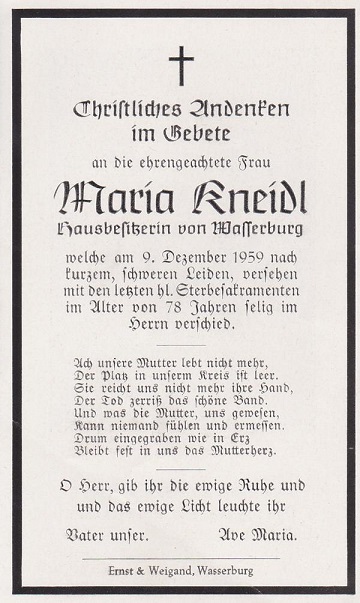 Christliches Andenken
im Gebete
an die ehrengeachtete Frau
Maria Kneidl
Hausbesitzerin von Wasserburg
welche am 9. Dezember 1959 nach
kurzem, schweren Leiden, versehen
mit den letzten hl. Sterbesakramenten
im Alter von 78 Jahren selig im
Herrn verschied.
Ach unsere Mutter lebt nicht mehr,
Der Platz in unserm Kreis ist leer.
Sie reicht uns nicht mehr ihre Hand,
Der Tod zerriß das schöne Band.
Und was die Mutter, uns gewesen,
Kann niemand fühlen und ermessen.
Drum eingegraben wie in Erz
Bleibt fest in uns das Mutterherz.
O Herr, gib ihr die ewige Ruhe und
und das ewige Licht leuchte ihr
Vater unser. Ave Maria.
Ernst & Weigand, Wasserburg